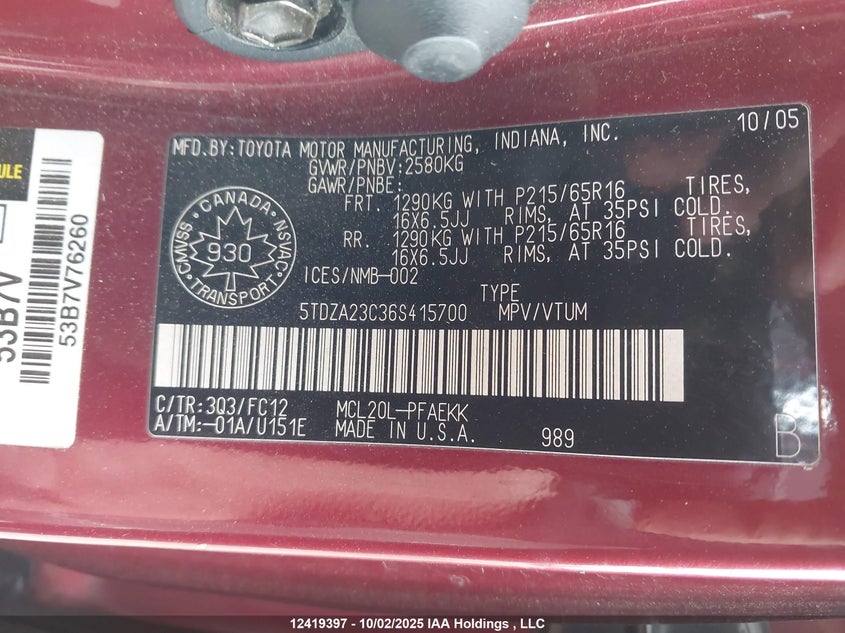 ULE
53B7V
53B7V76260
MFD.BY:TOYOTA MOTOR MANUFACTURING, INDIANA, INC. 10/05
GVWR/PNBV:2580KG
GAWR/PNBE:
FRT. 1290KG WITH P215/65R16 TIRES,
16X6.5JJ RIMS, AT 35PSI COLD.
RR. 1290KG WITH P215/65R16 TIRES,
16X6.5JJ RIMS, AT 35PSI COLD.
CANADA
CMVSS 930 NSVAC
TRANSPORT
ICES/NMB-002
TYPE
5TDZA23C36S415700 MPV/VTUM
C/TR:3Q3/FC12 MCL20L-PFAEKK
A/TM:-01A/U151E MADE IN U.S.A. 989 B
12419397 - 10/02/2025 IAA Holdings , LLC